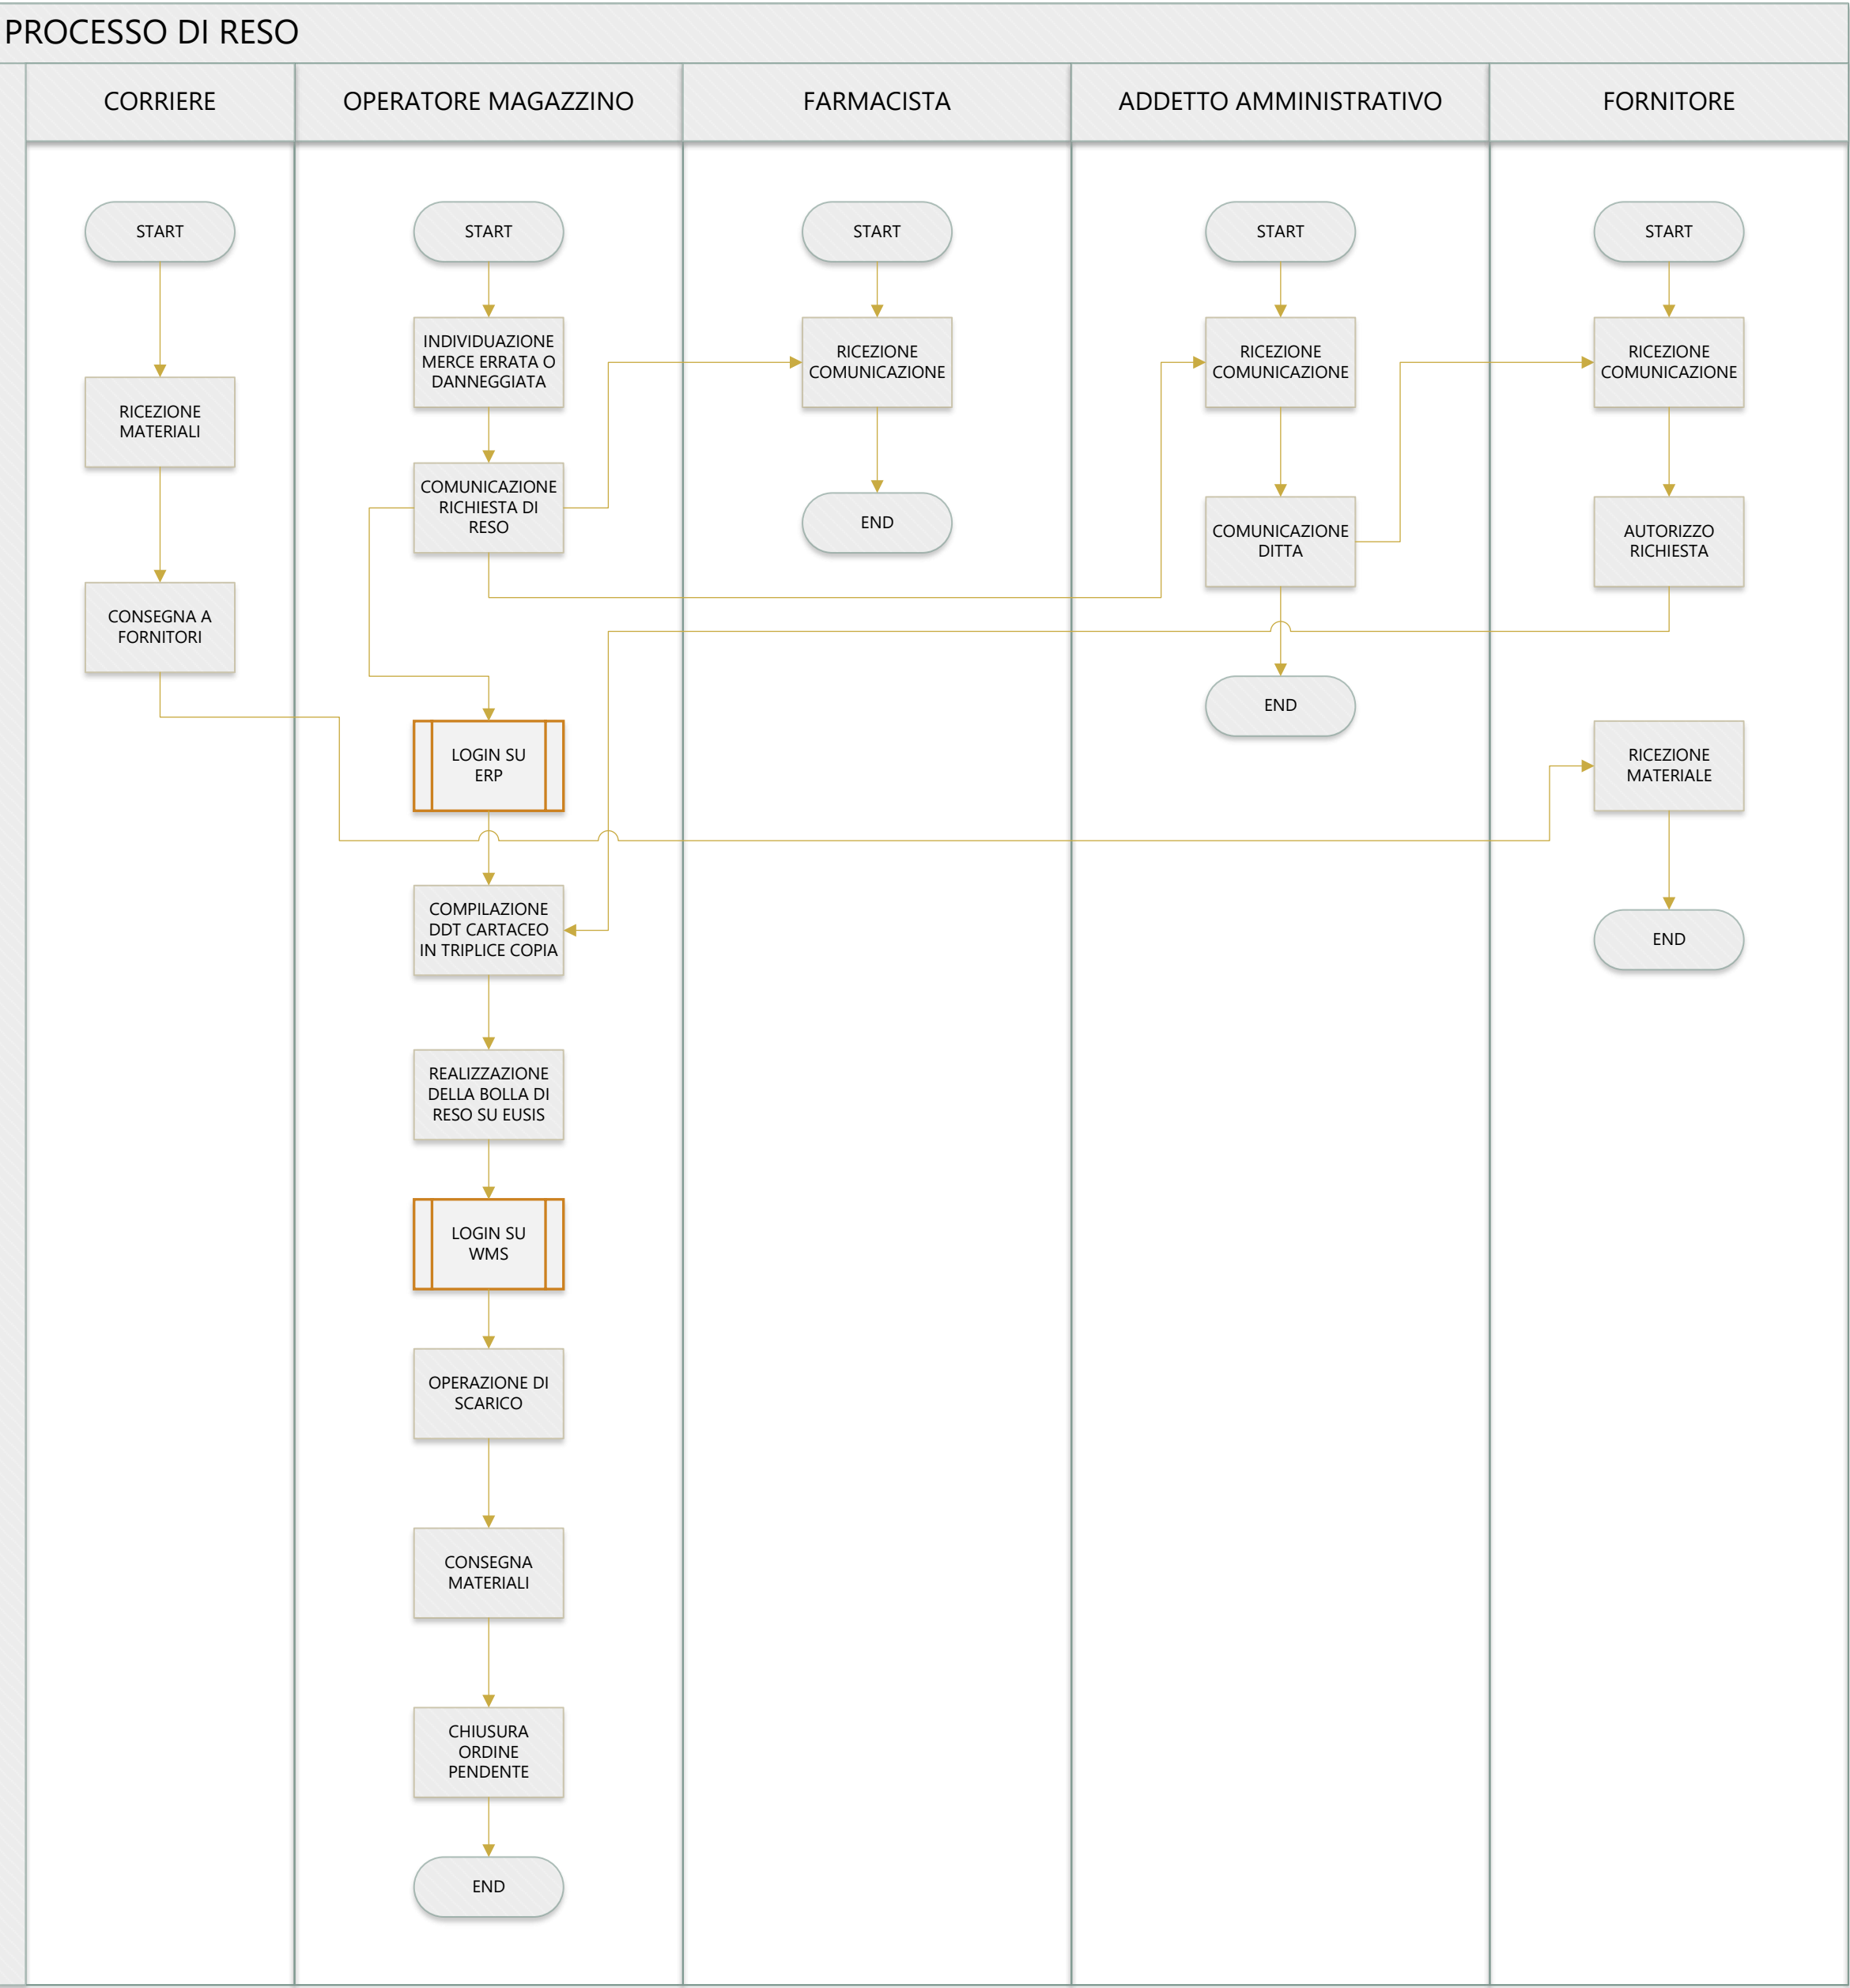 PROCESSO DI RESO
CORRIERE
OPERATORE MAGAZZINO
FARMACISTA
ADDETTO AMMINISTRATIVO
FORNITORE
START
RICEZIONE
MATERIALI
CONSEGNA A
FORNITORI
START
INDIVIDUAZIONE
MERCE ERRATA O
DANNEGGIATA
COMUNICAZIONE
RICHIESTA DI
RESO
LOGIN SU
ERP
COMPILAZIONE
DDT CARTACEO
IN TRIPLICE COPIA
REALIZZAZIONE
DELLA BOLLA DI
RESO SU EUSIS
LOGIN SU
WMS
OPERAZIONE DI
SCARICO
CONSEGNA
MATERIALI
CHIUSURA
ORDINE
PENDENTE
END
START
RICEZIONE
COMUNICAZIONE
END
START
RICEZIONE
COMUNICAZIONE
COMUNICAZIONE
DITTA
END
START
RICEZIONE
COMUNICAZIONE
AUTORIZZO
RICHIESTA
RICEZIONE
MATERIALE
END